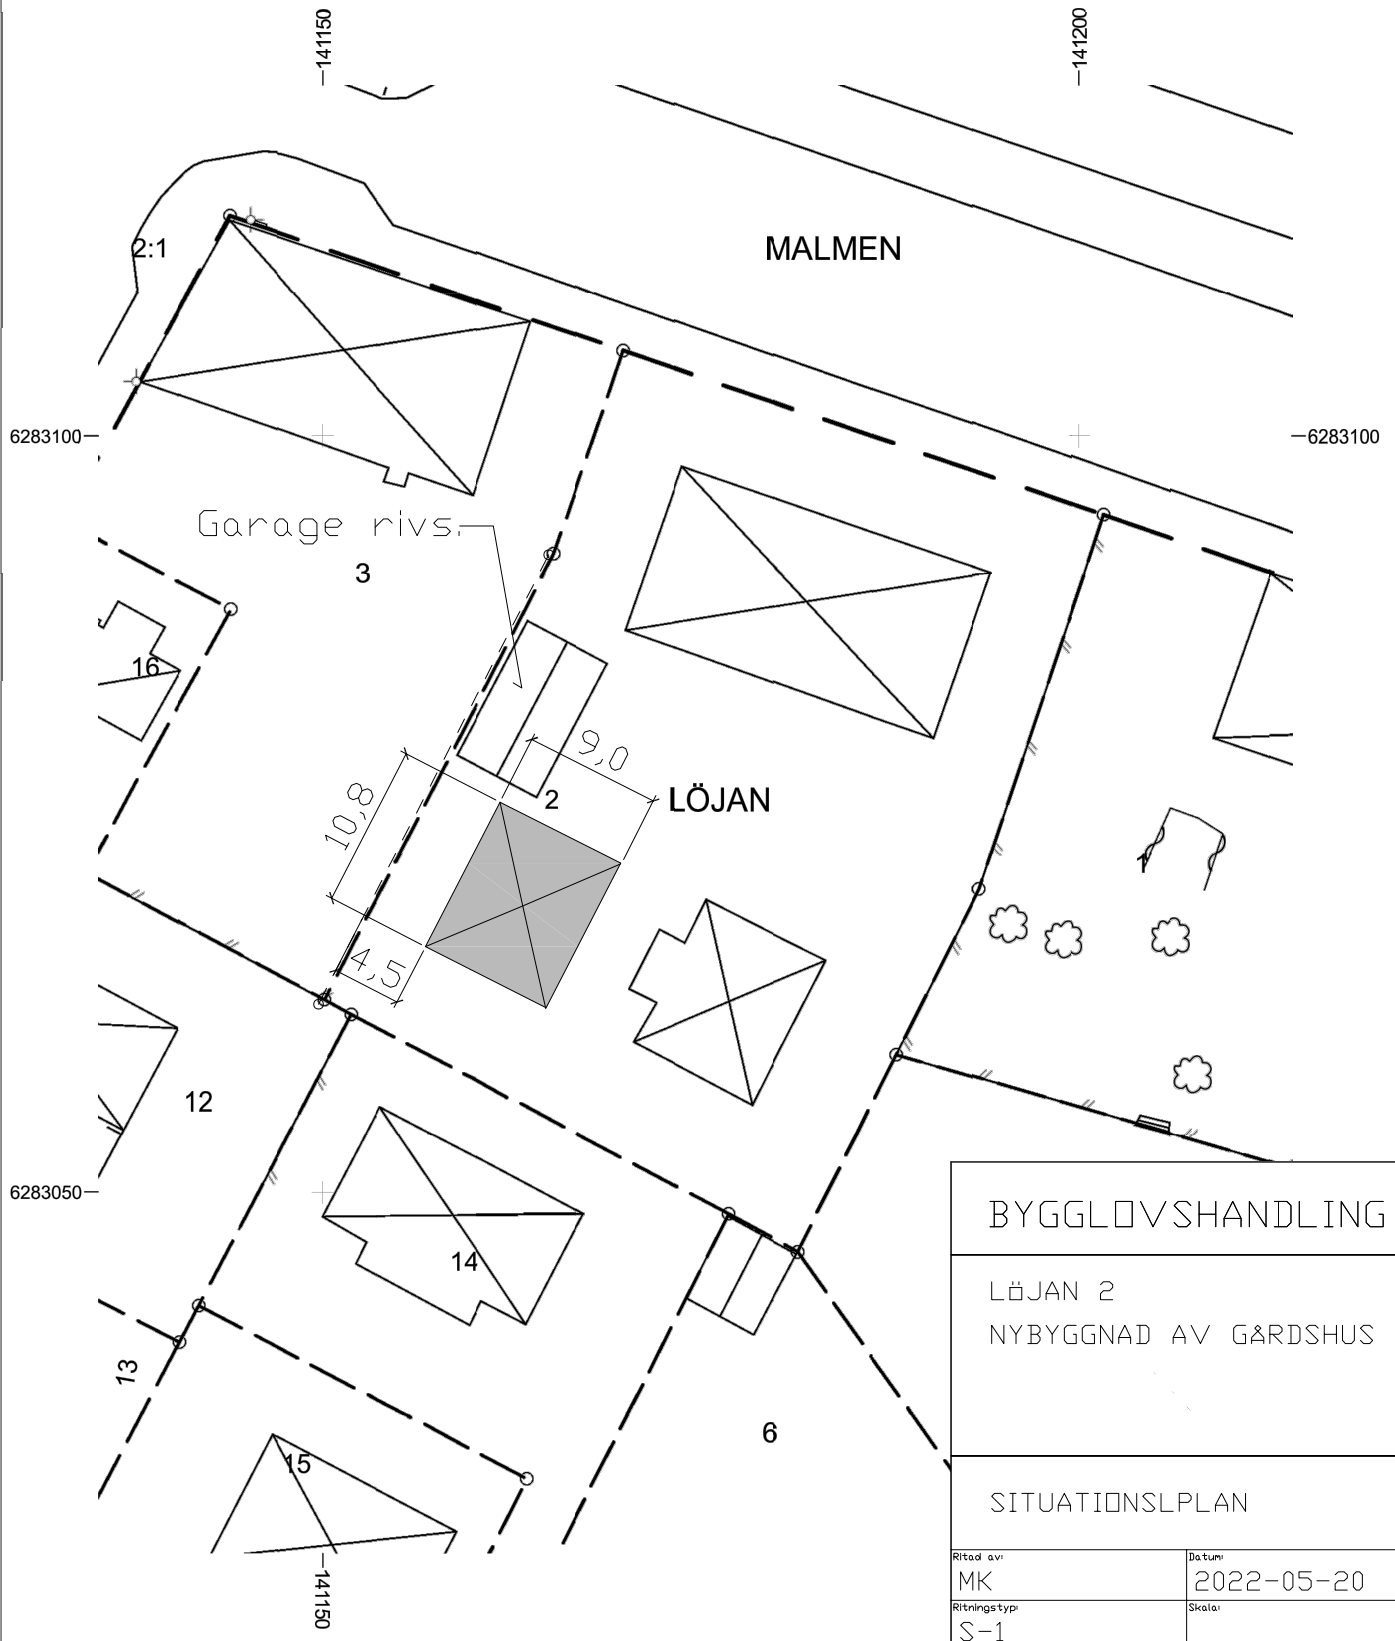 141150
141200
2:1
MALMEN
6283100
6283100
Garage rivs.
3
16
9,0
2
LÖJAN
10,8
1
4,5
12
6283050
14
13
15
6
141150
BYGGLOVSHANDLING
LÖJAN 2
NYBYGGNAD AV GÅRDSHUS
SITUATIONSLPLAN
Ritad av:
MK
Datum:
2022-05-20
Ritningstyp:
S-1
Skala: